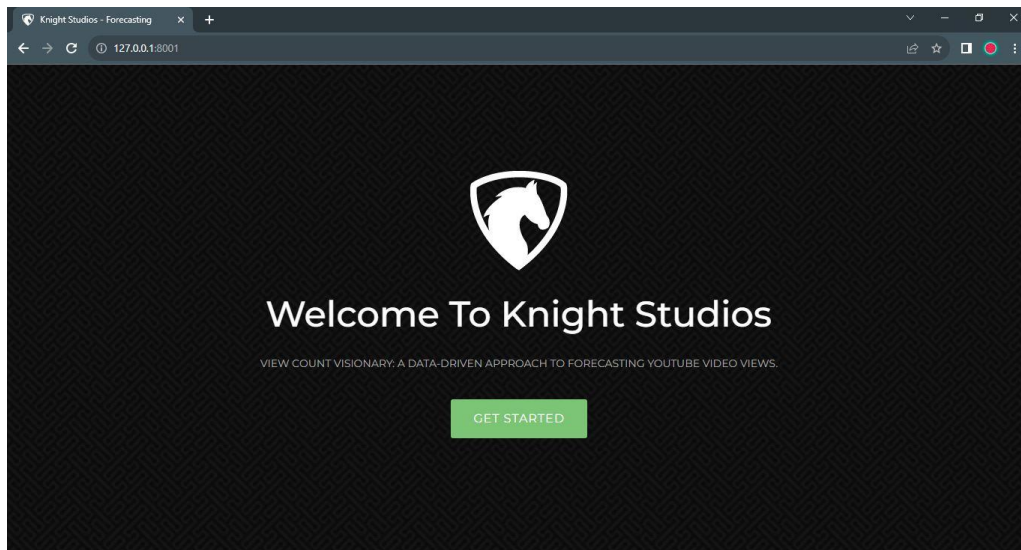 Knight Studios - Forecasting
127.0.0.1:8001
Welcome To Knight Studios
VIEW COUNT VISIONARY: A DATA-DRIVEN APPROACH TO FORECASTING YOUTUBE VIDEO VIEWS.
GET STARTED